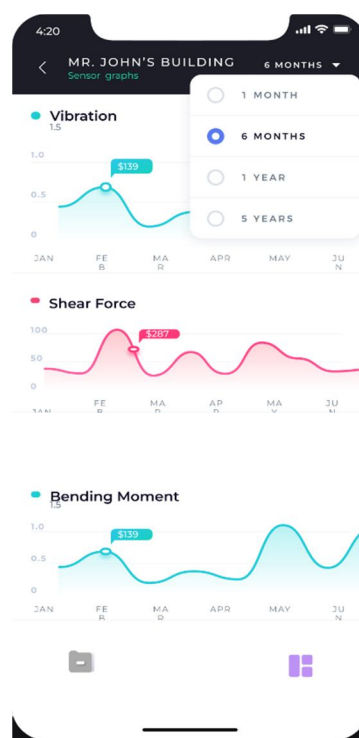 4:20
MR. JOHN'S BUILDING
6 MONTHS
Sensor graphs
1 MONTH
6 MONTHS
1 YEAR
5 YEARS
Vibration
1.5
1.0
$139
0.5
0
JAN FE APR MAY JU
B
MA
R
N
Shear Force
100
$287
50
0
JAN FE MA AP MA JU
B R R Y N
Bending Moment
1.5
1.0
$139
0.5
0
JAN FE MA APR MAY JU
B R N